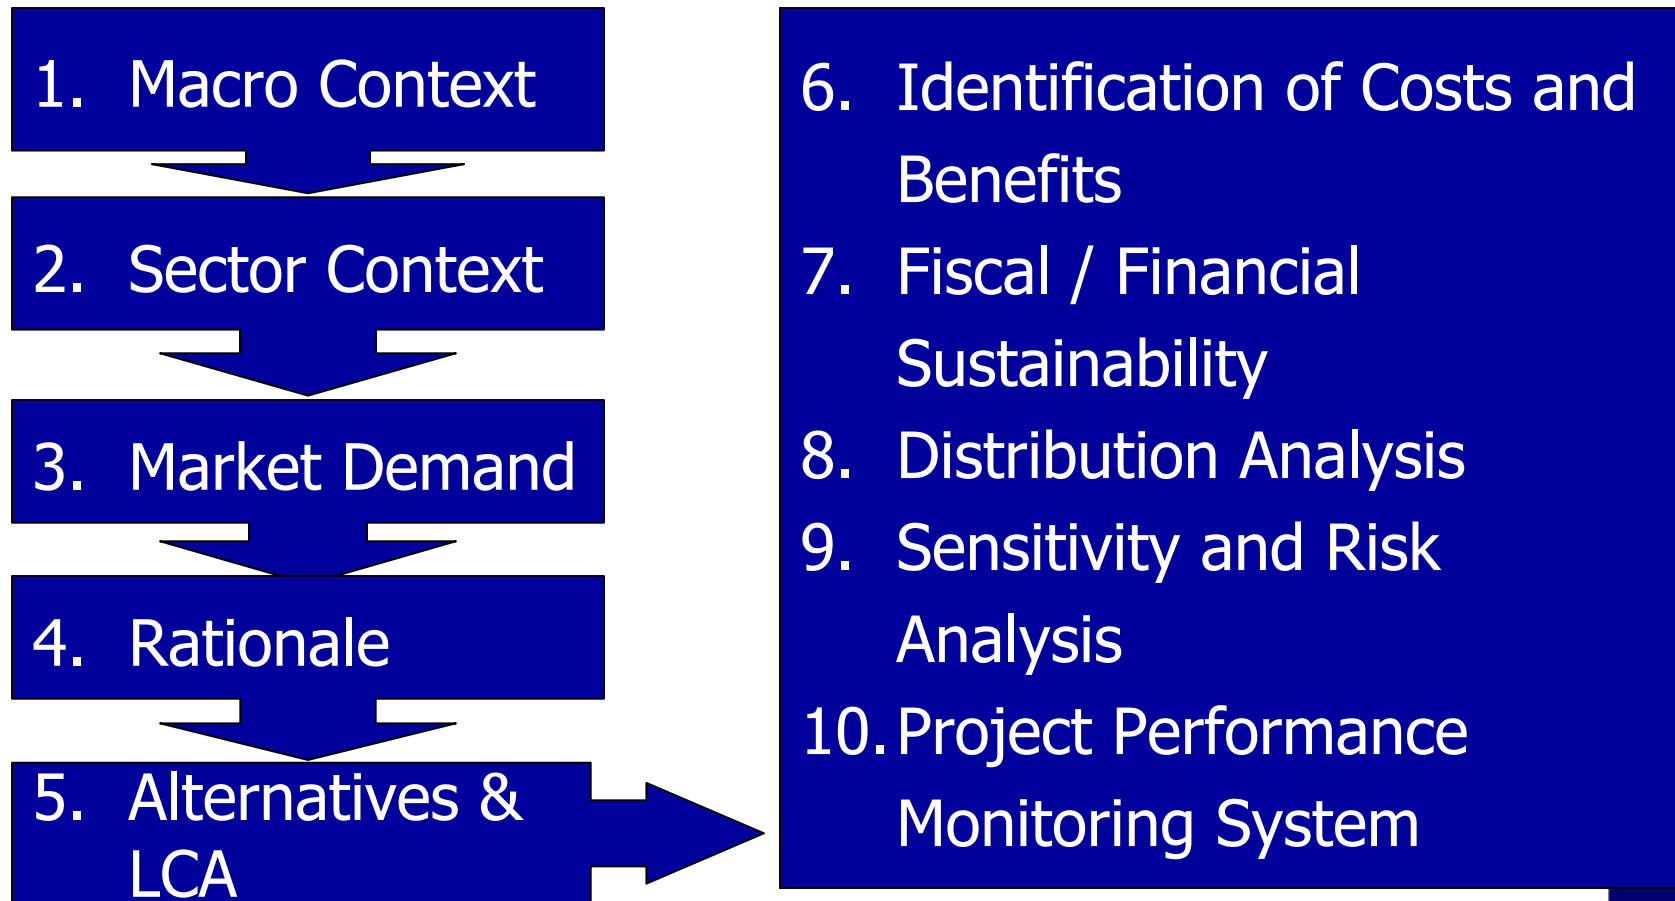 1. Macro Context
2. Sector Context
3. Market Demand
4. Rationale
5. Alternatives &
LCA
6. Identification of Costs and
Benefits
7. Fiscal / Financial
Sustainability
8. Distribution Analysis
9. Sensitivity and Risk
Analysis
10. Project Performance
Monitoring System